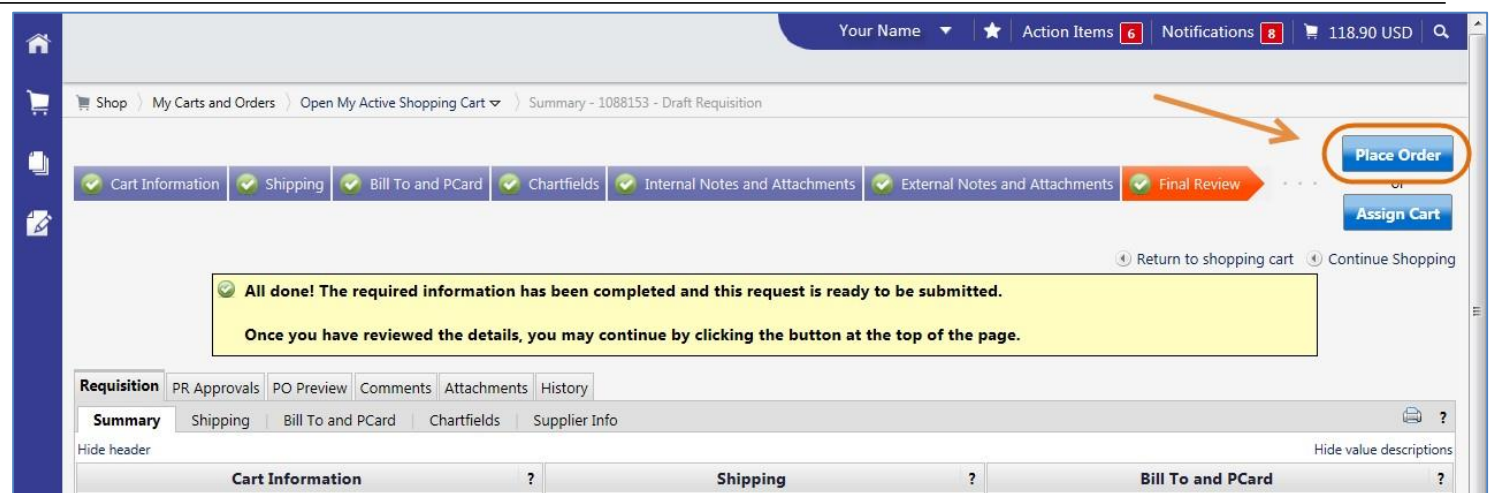 Your Name Action Items 6 Notifications 8 118.90 USD
Shop My Carts and Orders Open My Active Shopping Cart Summary - 1088153 - Draft Requisition
Place Order
Cart Information Shipping Bill To and PCard Chartfields Internal Notes and Attachments External Notes and Attachments Final Review
or
Assign Cart
Return to shopping cart Continue Shopping
All done! The required information has been completed and this request is ready to be submitted.
Once you have reviewed the details, you may continue by clicking the button at the top of the page.
Requisition PR Approvals PO Preview Comments Attachments History
Summary Shipping Bill To and PCard Chartfields Supplier Info ?
Hide header Hide value descriptions
Cart Information ? Shipping ? Bill To and PCard ?